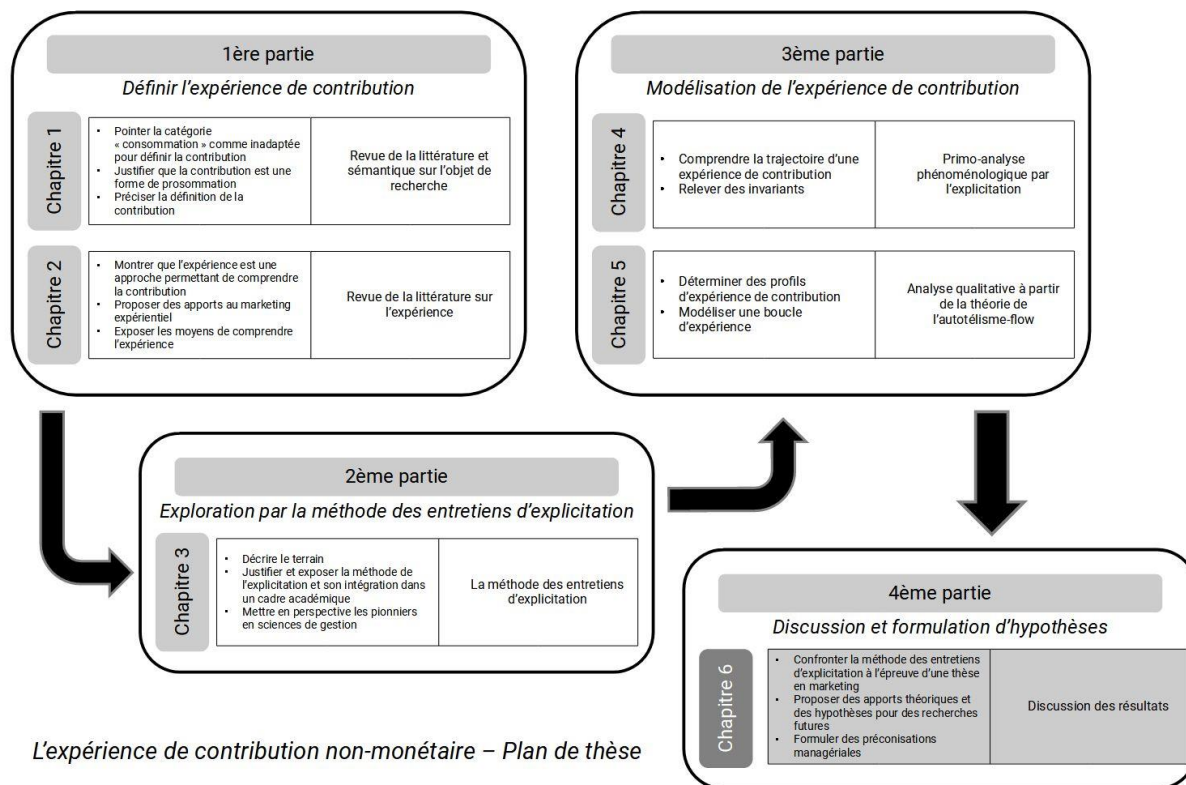 1ère partie
Définir l'expérience de contribution
Chapitre 1
▪ Pointer la catégorie
« consommation » comme inadaptée
pour définir la contribution
▪ Justifier que la contribution est une
forme de prosommation
▪ Préciser la définition de la
contribution
Revue de la littérature et
sémantique sur l'objet de
recherche
Chapitre 2
▪ Montrer que l'expérience est une
approche permettant de comprendre
la contribution
▪ Proposer des apports au marketing
expérientiel
▪ Exposer les moyens de comprendre
l'expérience
Revue de la littérature sur
l'expérience
2ème partie
Exploration par la méthode des entretiens d'explicitation
Chapitre 3
▪ Décrire le terrain
▪ Justifier et exposer la méthode de
l'explicitation et son intégration dans
un cadre académique
▪ Mettre en perspective les pionniers
en sciences de gestion
La méthode des entretiens
d'explicitation
3ème partie
Modélisation de l'expérience de contribution
Chapitre 4
▪ Comprendre la trajectoire d'une
expérience de contribution
▪ Relever des invariants
Primo-analyse
phénoménologique par
l'explicitation
Chapitre 5
▪ Déterminer des profils
d'expérience de contribution
▪ Modéliser une boucle
d'expérience
Analyse qualitative à partir
de la théorie de
l'autotélisme-flow
4ème partie
Discussion et formulation d'hypothèses
Chapitre 6
▪ Confronter la méthode des entretiens
d'explicitation à l'épreuve d'une thèse
en marketing
▪ Proposer des apports théoriques et
des hypothèses pour des recherches
futures
▪ Formuler des préconisations
managériales
Discussion des résultats
L'expérience de contribution non-monétaire – Plan de thèse